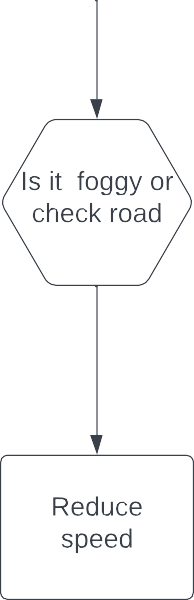 Is it  foggy or
check road
Reduce
speed